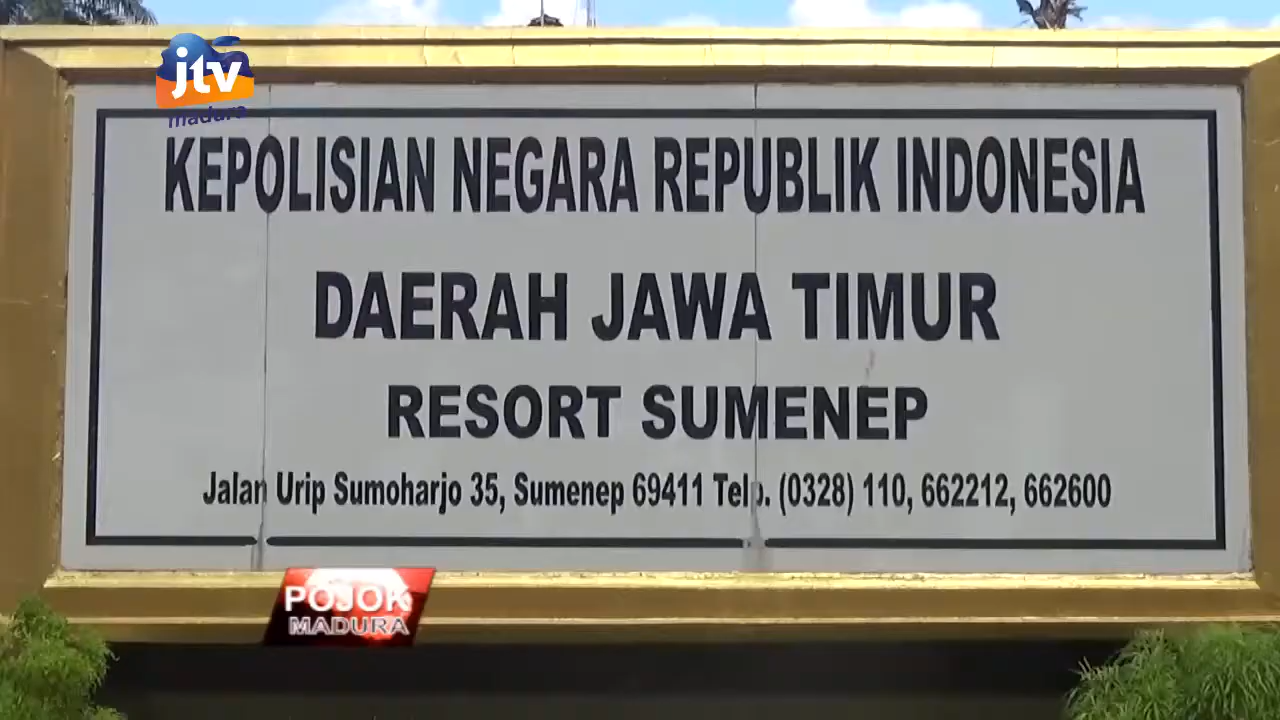 jtv
madura
KEPOLISIAN NEGARA REPUBLIK INDONESIA
DAERAH JAWA TIMUR
RESORT SUMENEP
Jalan Urip Sumoharjo 35, Sumenep 69411 Telp. (0328) 110, 662212, 662600
POJOK
MADURA